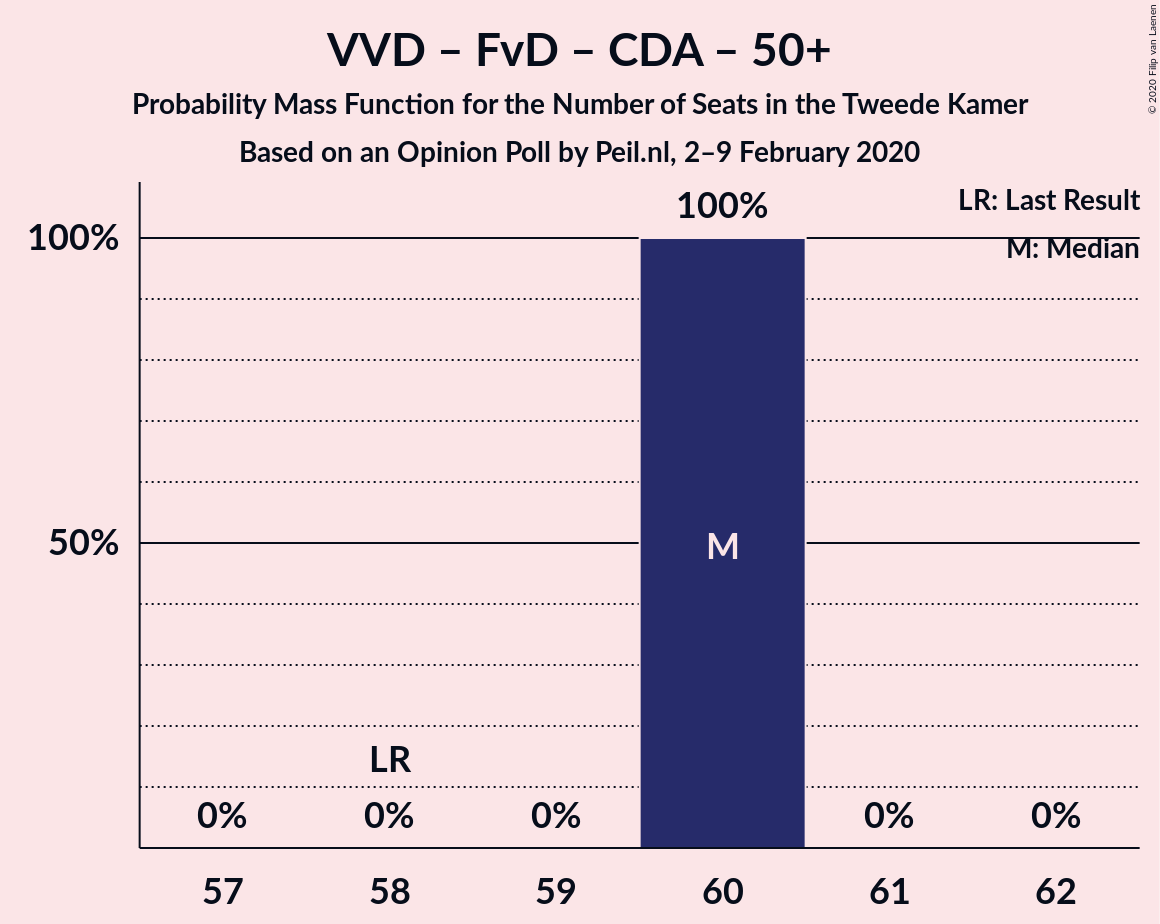 VVD – FvD – CDA – 50+
Probability Mass Function for the Number of Seats in the Tweede Kamer
Based on an Opinion Poll by Peil.nl, 2–9 February 2020
© 2020 Filip van Laenen
LR: Last Result
M: Median
100%
100%
50%
M
LR
0%
0%
0%
0%
0%
57
58
59
60
61
62